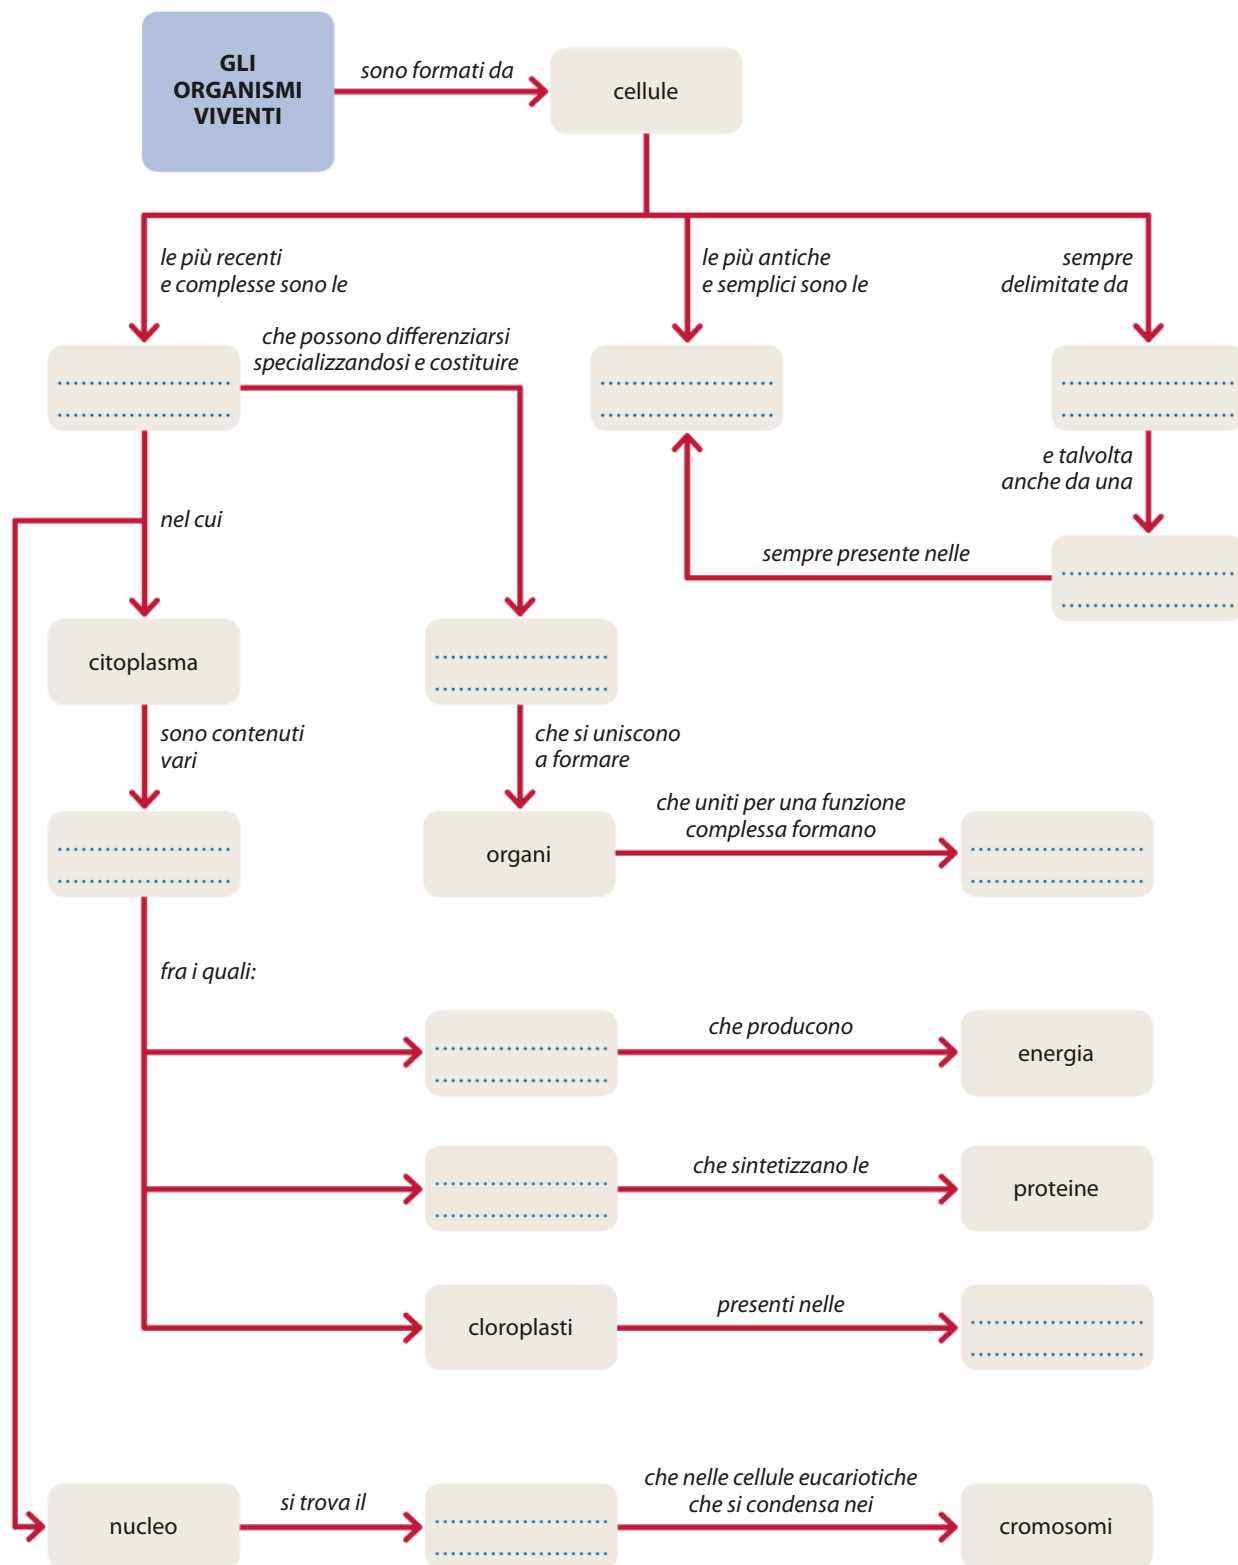 GLI
ORGANISMI
VIVENTI
sono formati da
cellule
le più recenti
e complesse sono le
le più antiche
e semplici sono le
sempre
delimitate da
che possono differenziarsi
specializzandosi e costituire
e talvolta
anche da una
nel cui
sempre presente nelle
citoplasma
sono contenuti
vari
che si uniscono
a formare
che uniti per una funzione
complessa formano
organi
fra i quali:
che producono
energia
che sintetizzano le
proteine
cloroplasti
presenti nelle
nucleo
si trova il
che nelle cellule eucariotiche
che si condensa nei
cromosomi